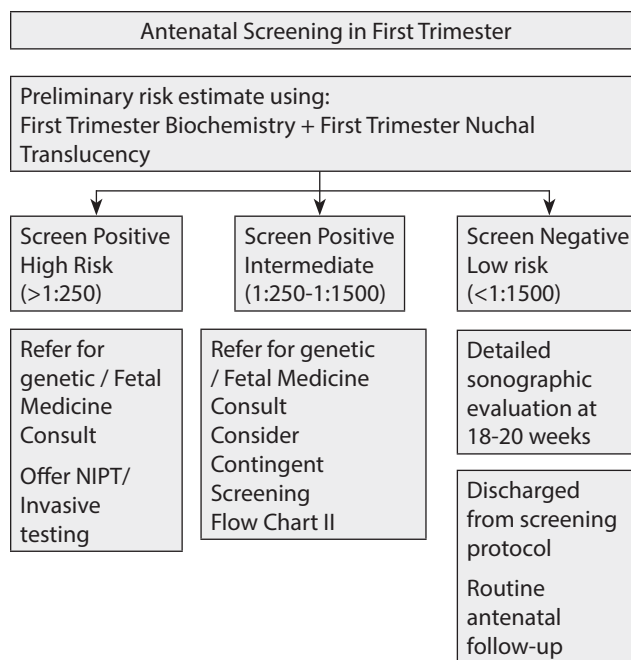 Antenatal Screening in First Trimester
Preliminary risk estimate using:
First Trimester Biochemistry + First Trimester Nuchal
Translucency
Screen Positive
High Risk
(>1:250)
Screen Positive
Intermediate
(1:250-1:1500)
Screen Negative
Low risk
(<1:1500)
Refer for
genetic / Fetal
Medicine
Consult
Offer NIPT/
Invasive
testing
Refer for genetic
/ Fetal Medicine
Consult
Consider
Contingent
Screening
Flow Chart II
Detailed
sonographic
evaluation at
18-20 weeks
Discharged
from screening
protocol
Routine
antenatal
follow-up